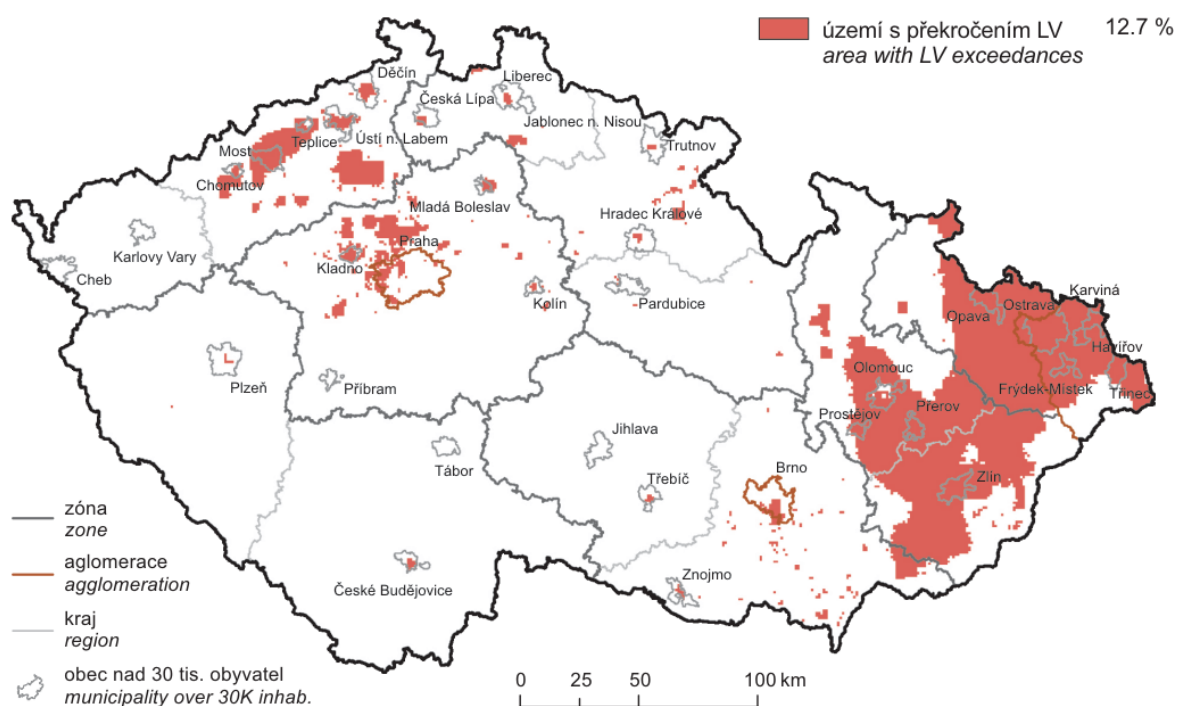 území s překročením LV 12.7 %
area with LV exceedances
Děčín
Liberec
Česká Lípa
Jablonec n. Nisou
Teplice
Ústí n. Labem
Most
Trutnov
Chomutov
Mladá Boleslav
Hradec Králové
Karlovy Vary
Praha
Cheb
Kladno
Kolín
Pardubice
Karviná
Opava
Ostrava
Havířov
Olomouc
Plzeň
Příbram
Frýdek-Místek
Třinec
Prostějov
Přerov
Jihlava
Tábor
Brno
Zlín
Třebíč
zóna
zone
aglomerace
agglomeration
Znojmo
České Budějovice
kraj
region
obec nad 30 tis. obyvatel
municipality over 30K inhab.
0 25 50 100 km